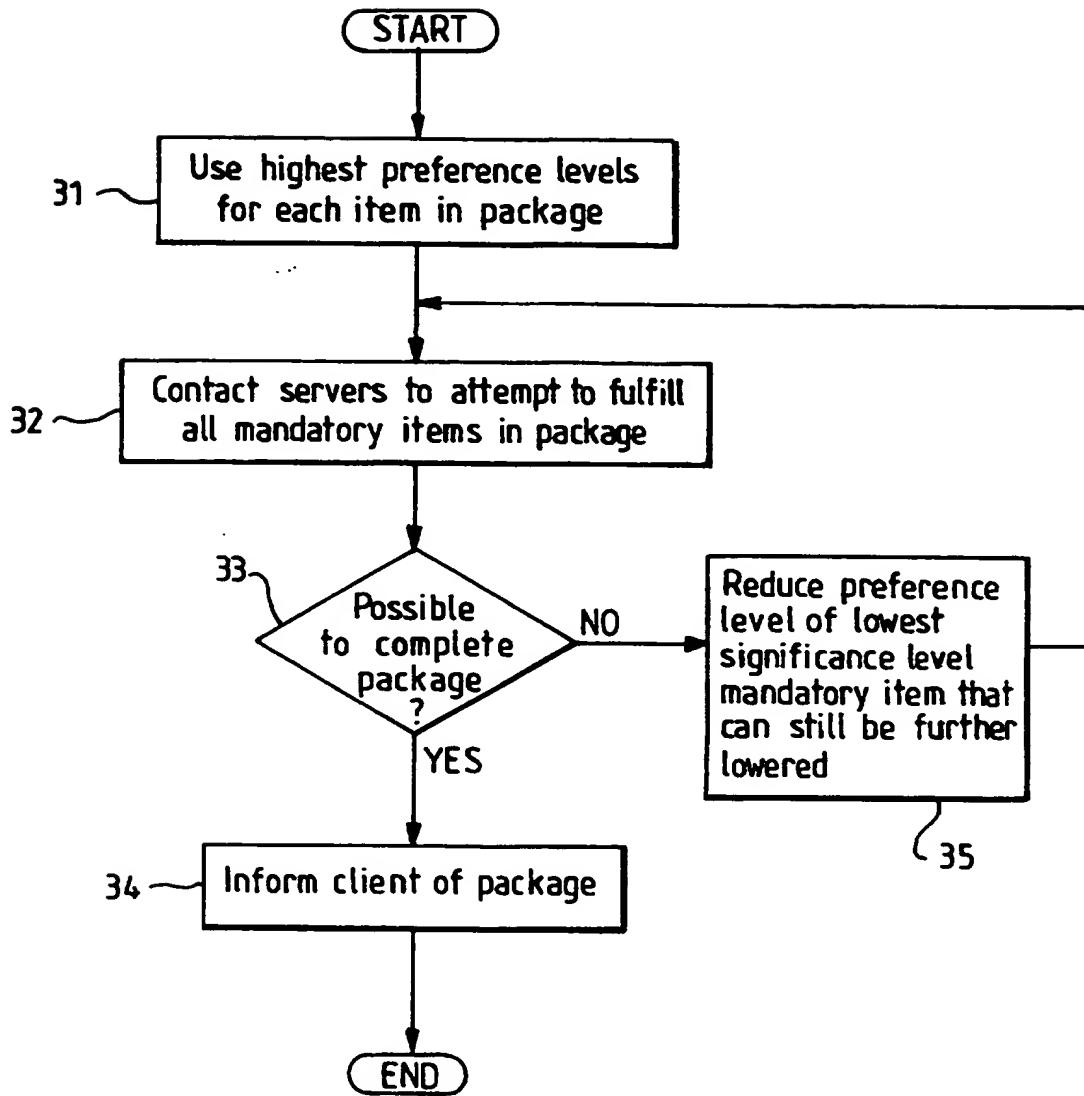 START
31
Use highest preference levels
for each item in package
32
Contact servers to attempt to fulfill
all mandatory items in package
33
Possible
to complete
package
?
NO
YES
Reduce preference
level of lowest
significance level
mandatory item that
can still be further
lowered
35
34
Inform client of package
END